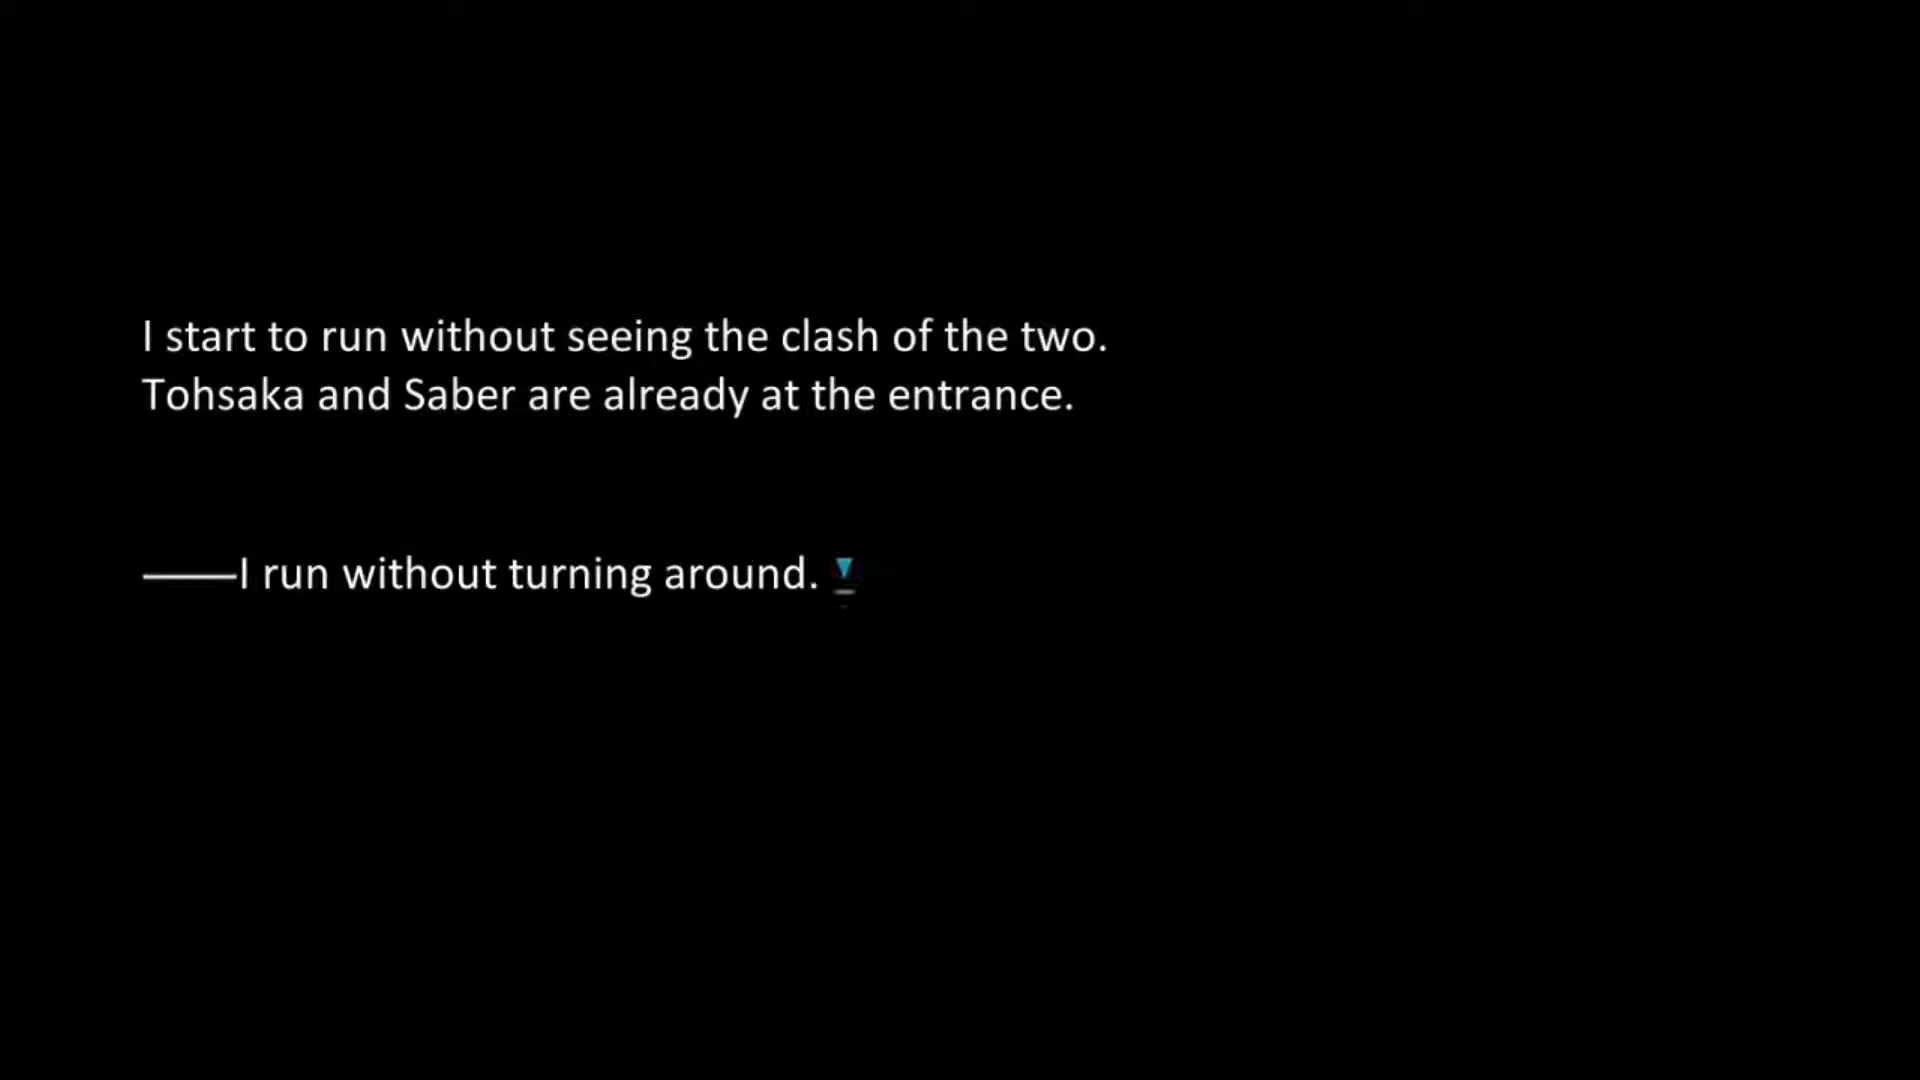 I start to run without seeing the clash of the two.
Tohsaka and Saber are already at the entrance.
――I run without turning around.